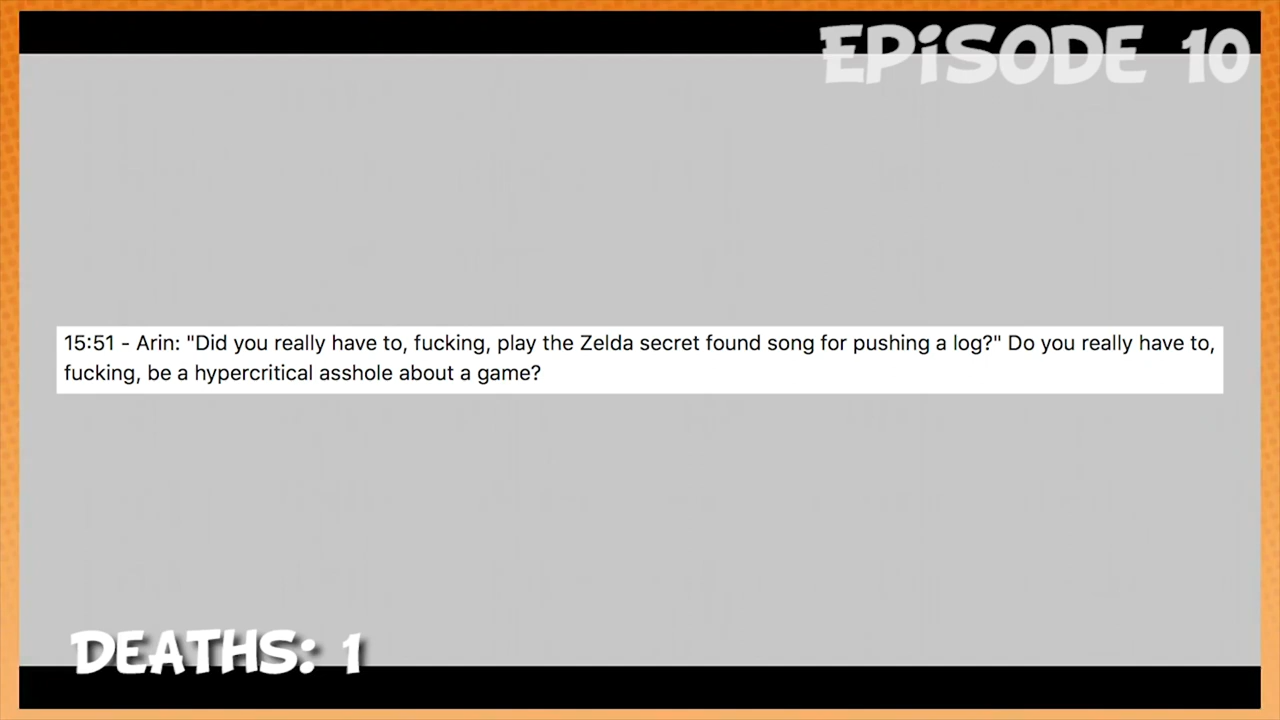 EPiSODE 10
15:51 - Arin: "Did you really have to, fucking, play the Zelda secret found song for pushing a log?" Do you really have to,
fucking, be a hypercritical asshole about a game?
DEATHS: 1